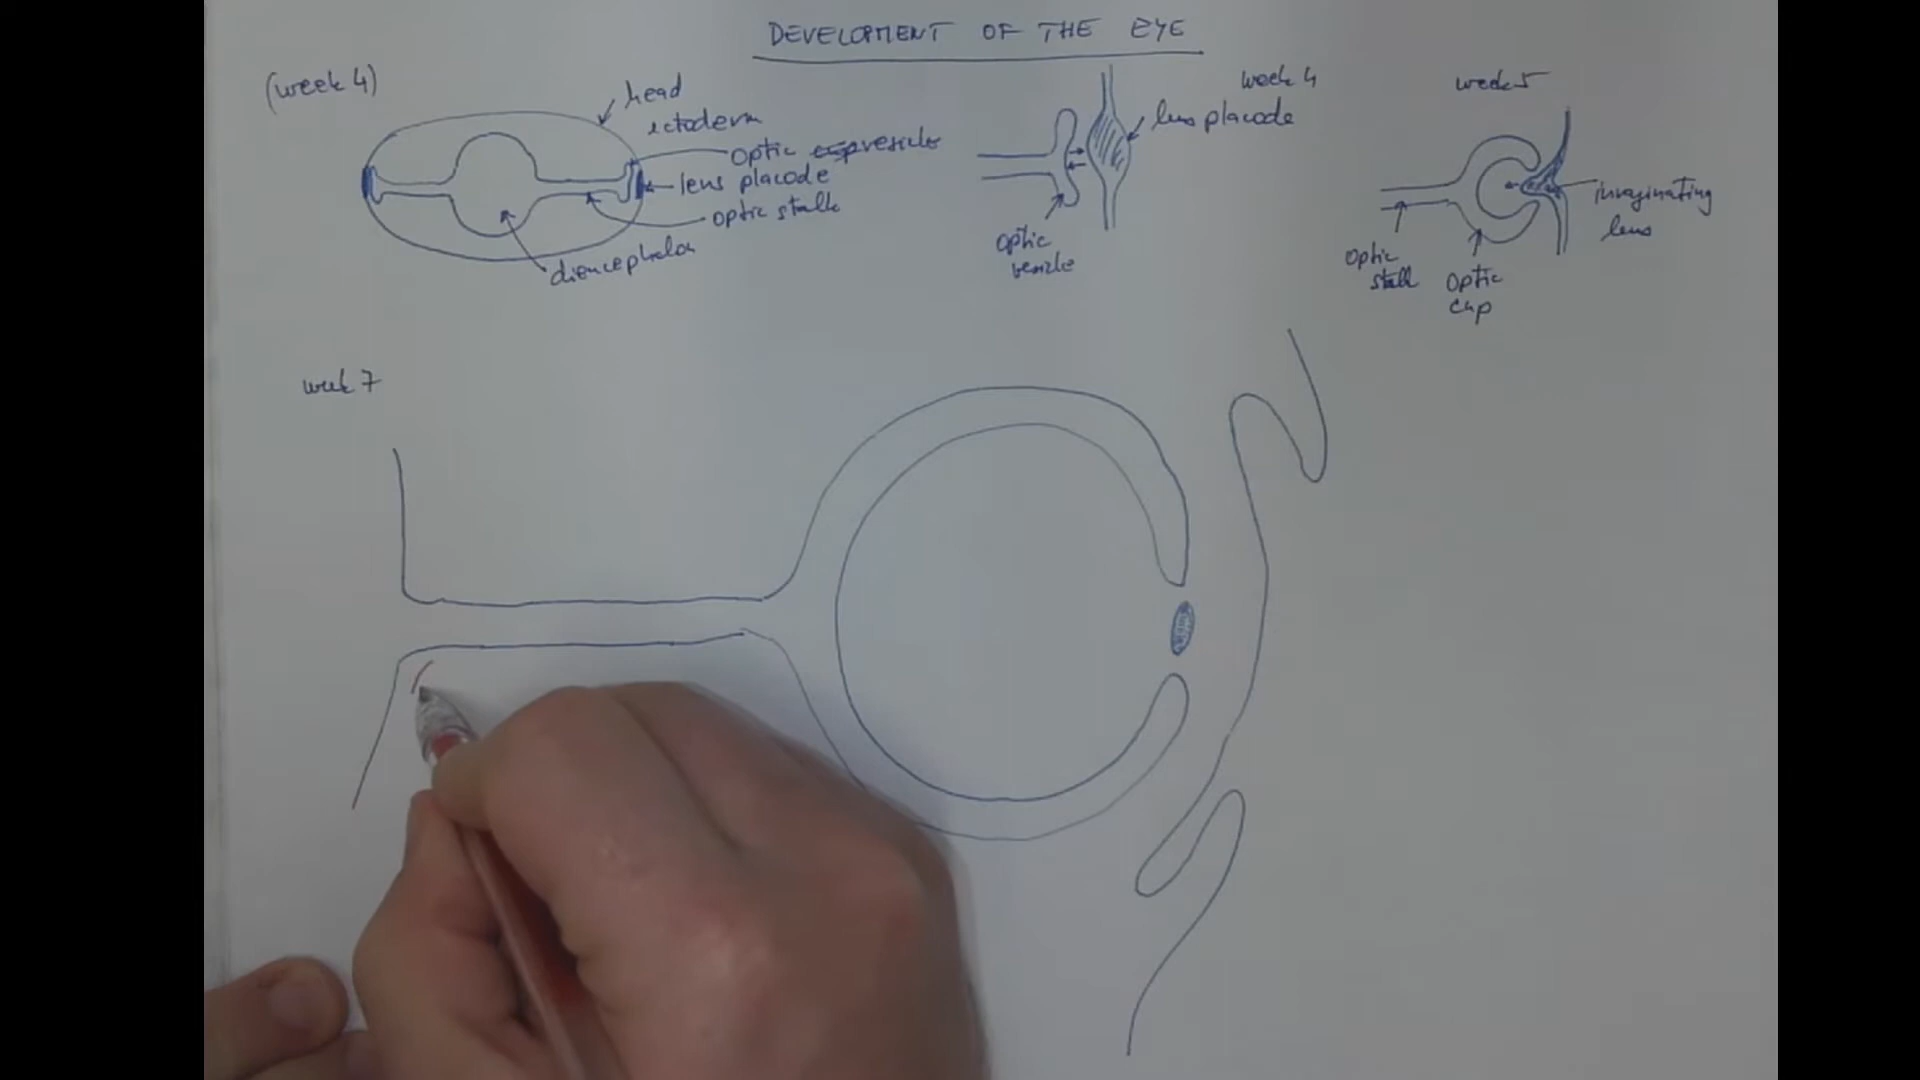 DEVELOPMENT OF THE EYE
(week 4)
head
ectoderm
optic vesicle
lens placode
optic stalk
diencephalon
week 4
lens placode
optic
vesicle
week 5
invaginating
lens
optic
stalk
optic
cup
week 7